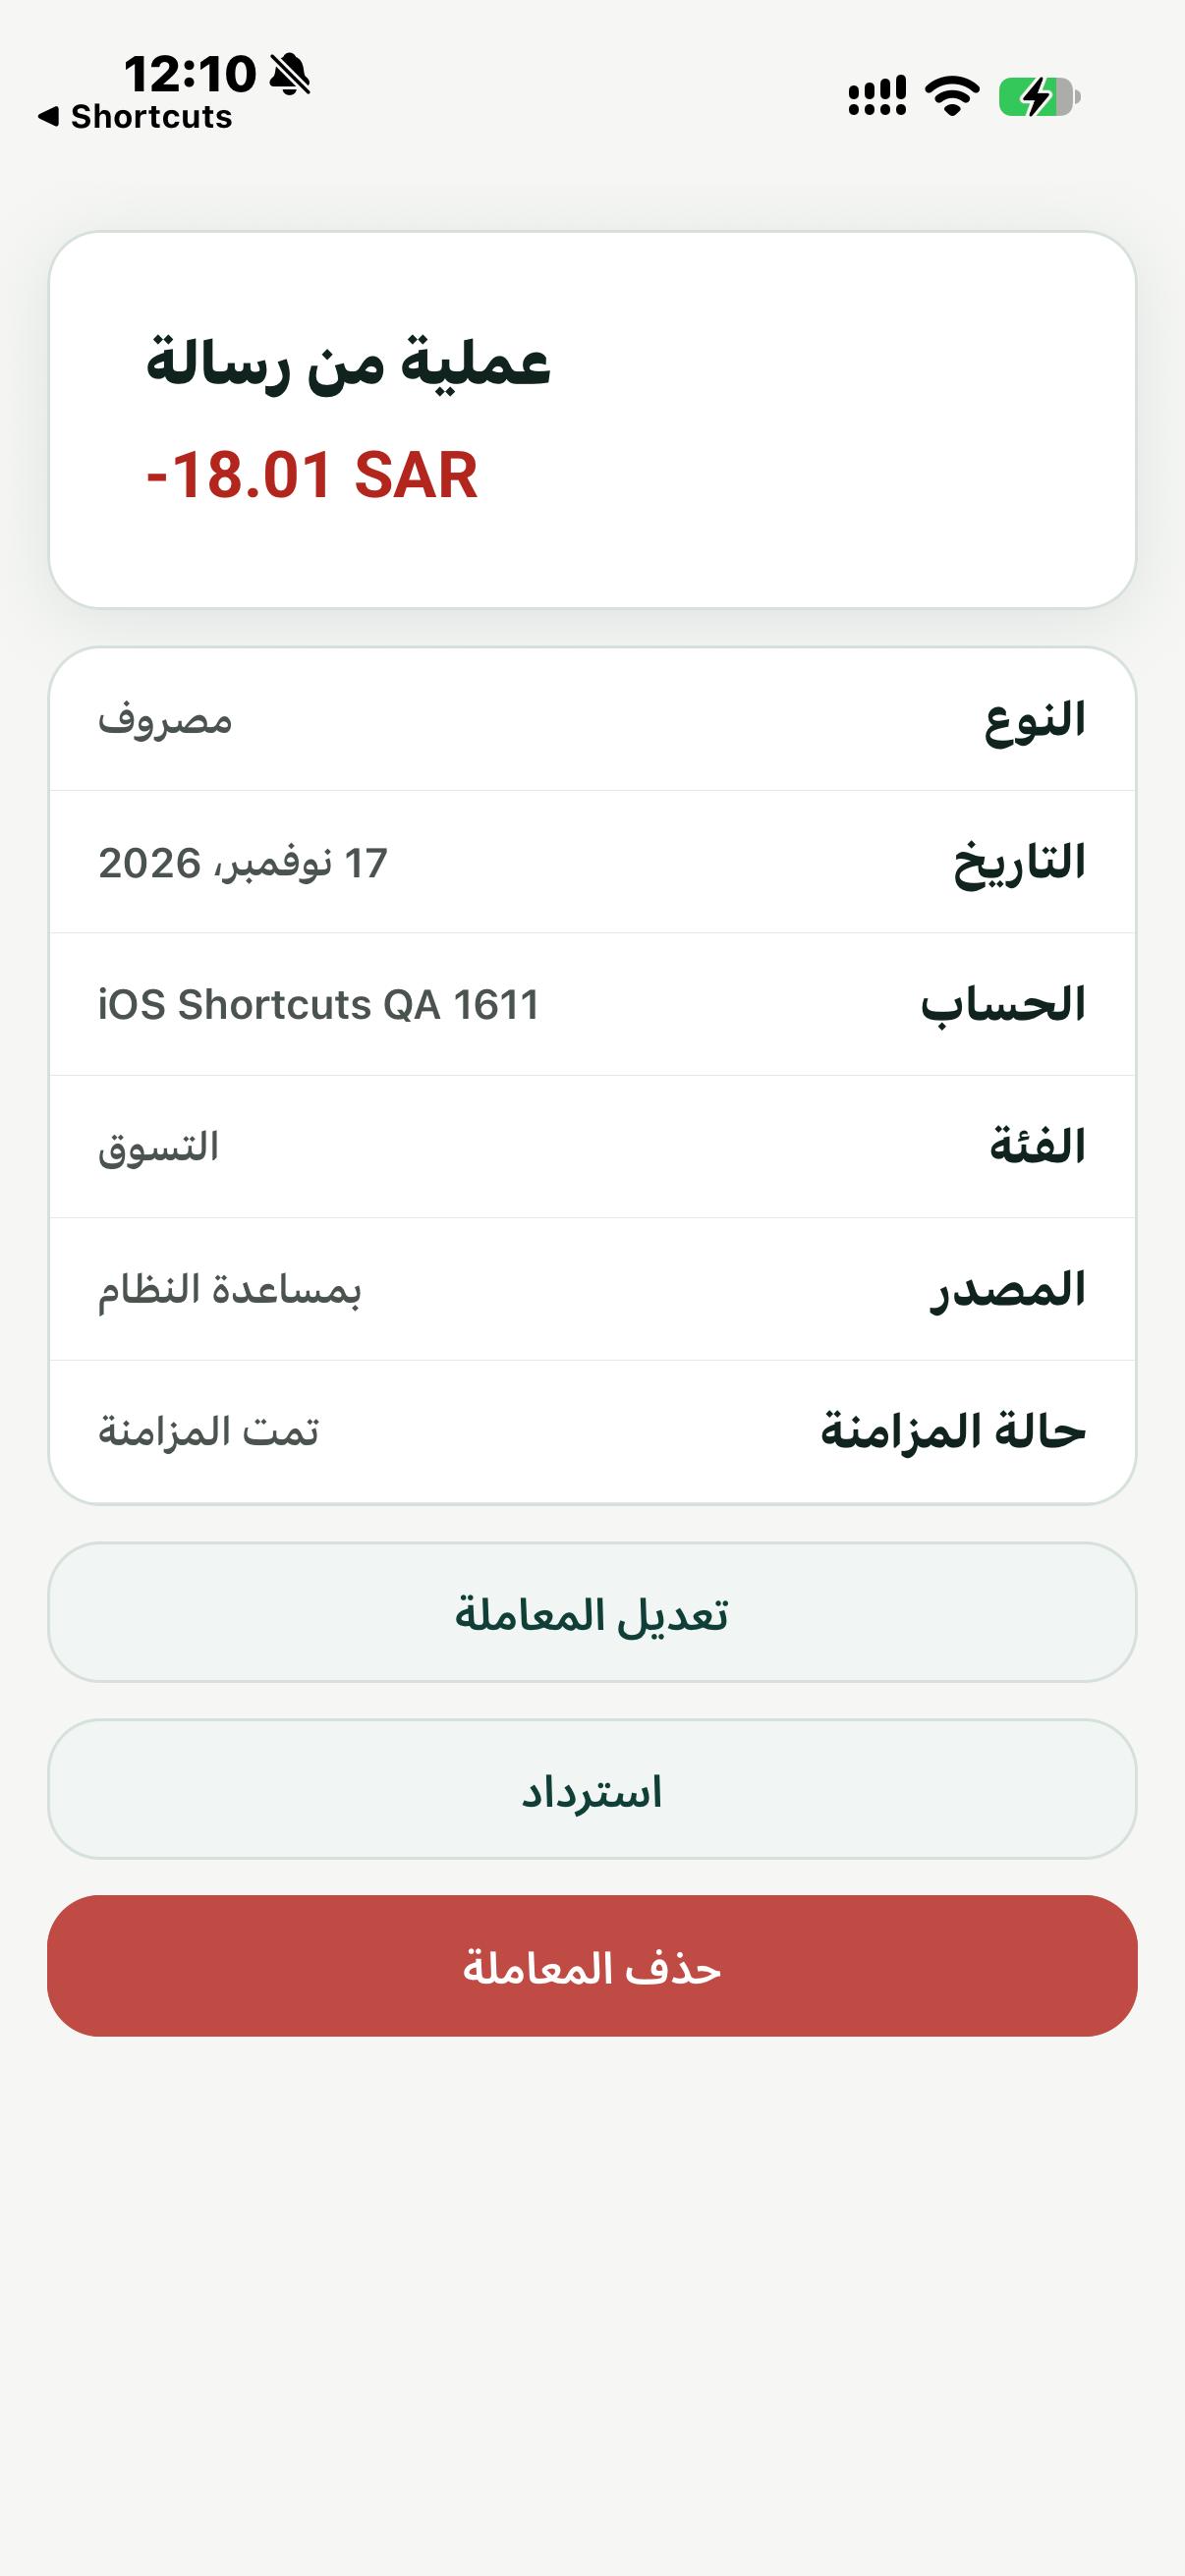 12:10
◀ Shortcuts
عملية من رسالة
-18.01 SAR
النوع مصروف
التاريخ 17 نوفمبر، 2026
الحساب iOS Shortcuts QA 1611
الفئة التسوق
المصدر بمساعدة النظام
حالة المزامنة تمت المزامنة
تعديل المعاملة
استرداد
حذف المعاملة